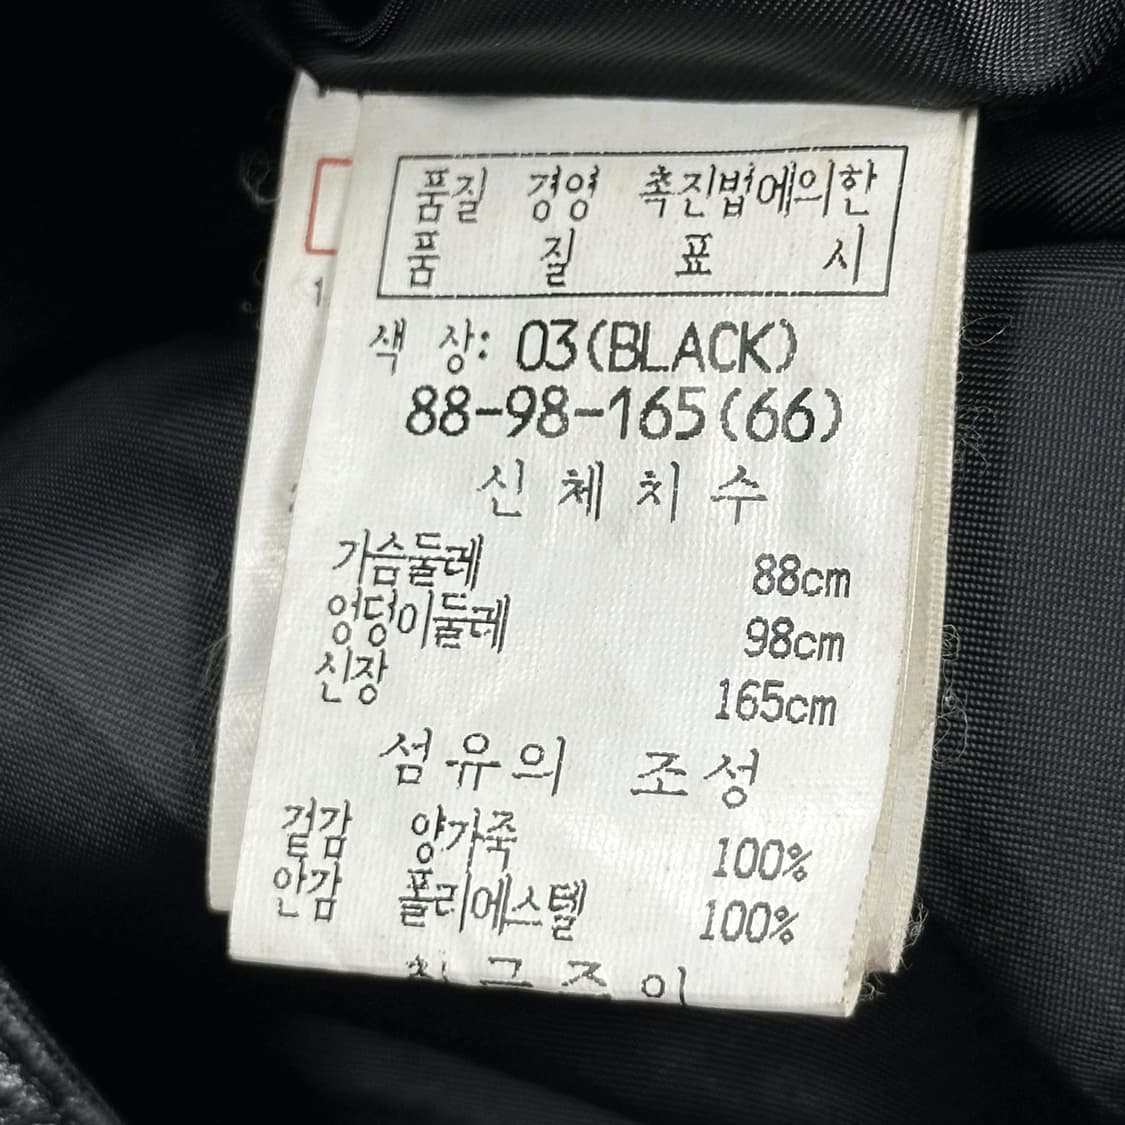 품질 경영 촉진법에의한
품 질 표 시
색 상: 03(BLACK)
88-98-165(66)
신 체 치 수
가슴둘레 88cm
엉덩이둘레 98cm
신장 165cm
섬유의 조성
겉감 양가죽 100%
안감 폴리에스텔 100%